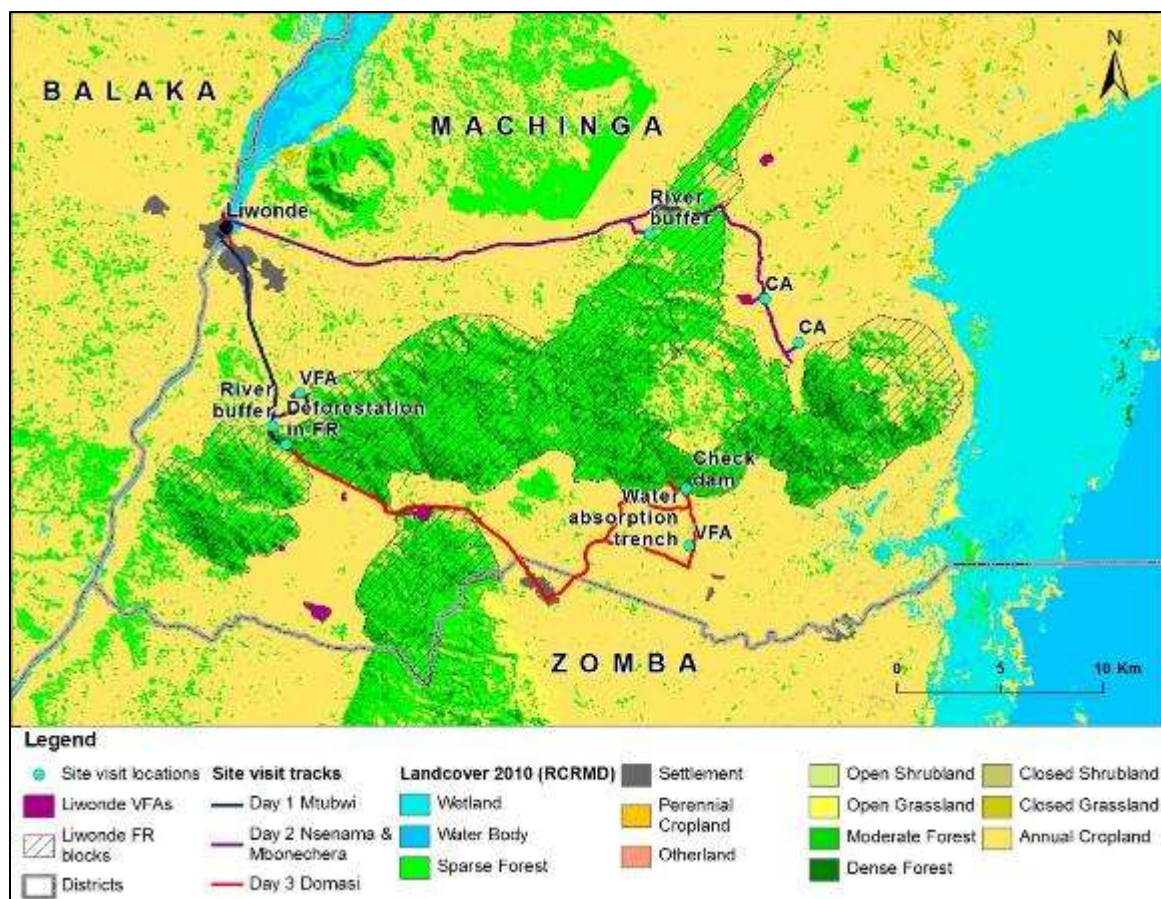 N
BALAKA
MACHINGA
River
buffer
Liwonde
CA
CA
VFA
River
buffer
Deforestation
in FR
Check
dam
Water
absorption
trench
VFA
ZOMBA
0 5 10 Km
Legend
Site visit locations
Liwonde VFAs
Liwonde FR
blocks
Districts
Site visit tracks
Day 1 Mtubwi
Day 2 Nsenama &
Mbonechera
Day 3 Domasi
Landcover 2010 (RCRMD)
Wetland
Water Body
Sparse Forest
Settlement
Perennial
Cropland
Otherland
Open Shrubland
Open Grassland
Moderate Forest
Dense Forest
Closed Shrubland
Closed Grassland
Annual Cropland